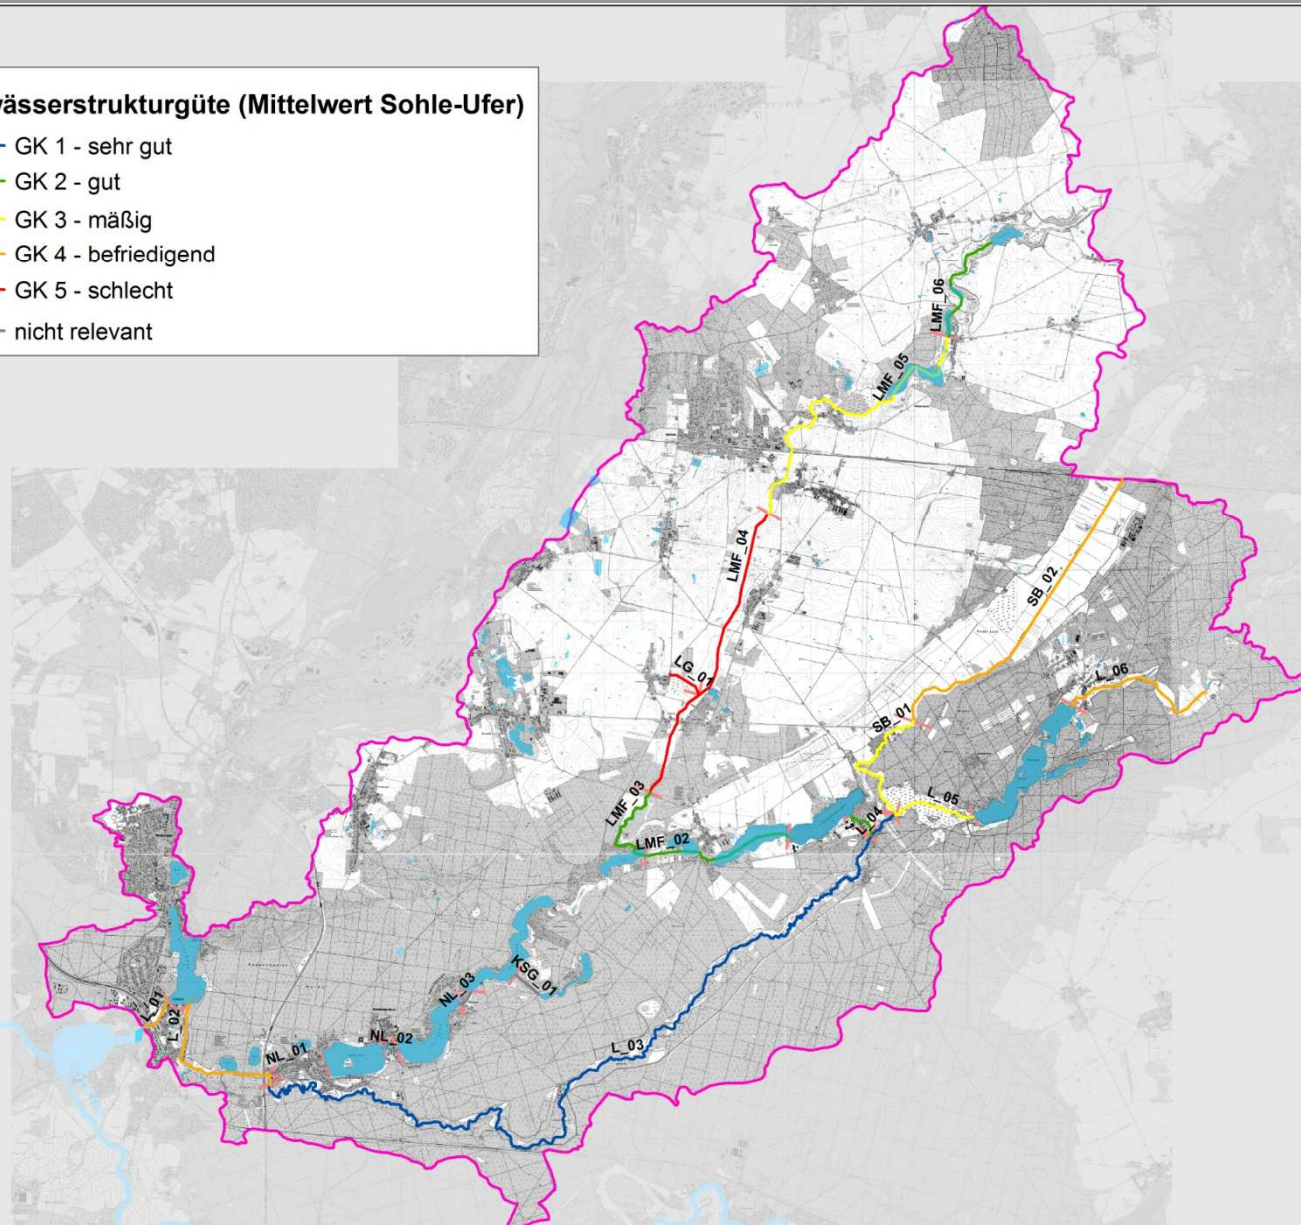 wässerstrukturgüte (Mittelwert Sohle-Ufer)
GK 1 - sehr gut
GK 2 - gut
GK 3 - mäßig
GK 4 - befriedigend
GK 5 - schlecht
nicht relevant
LMF_06
LMF_05
LMF_04
SB_02
LG_01
L_06
SB_01
LMF_03
L_05
L_04
LMF_02
KSG_01
NL_03
L_01
L_02
NL_02
NL_01
L_03